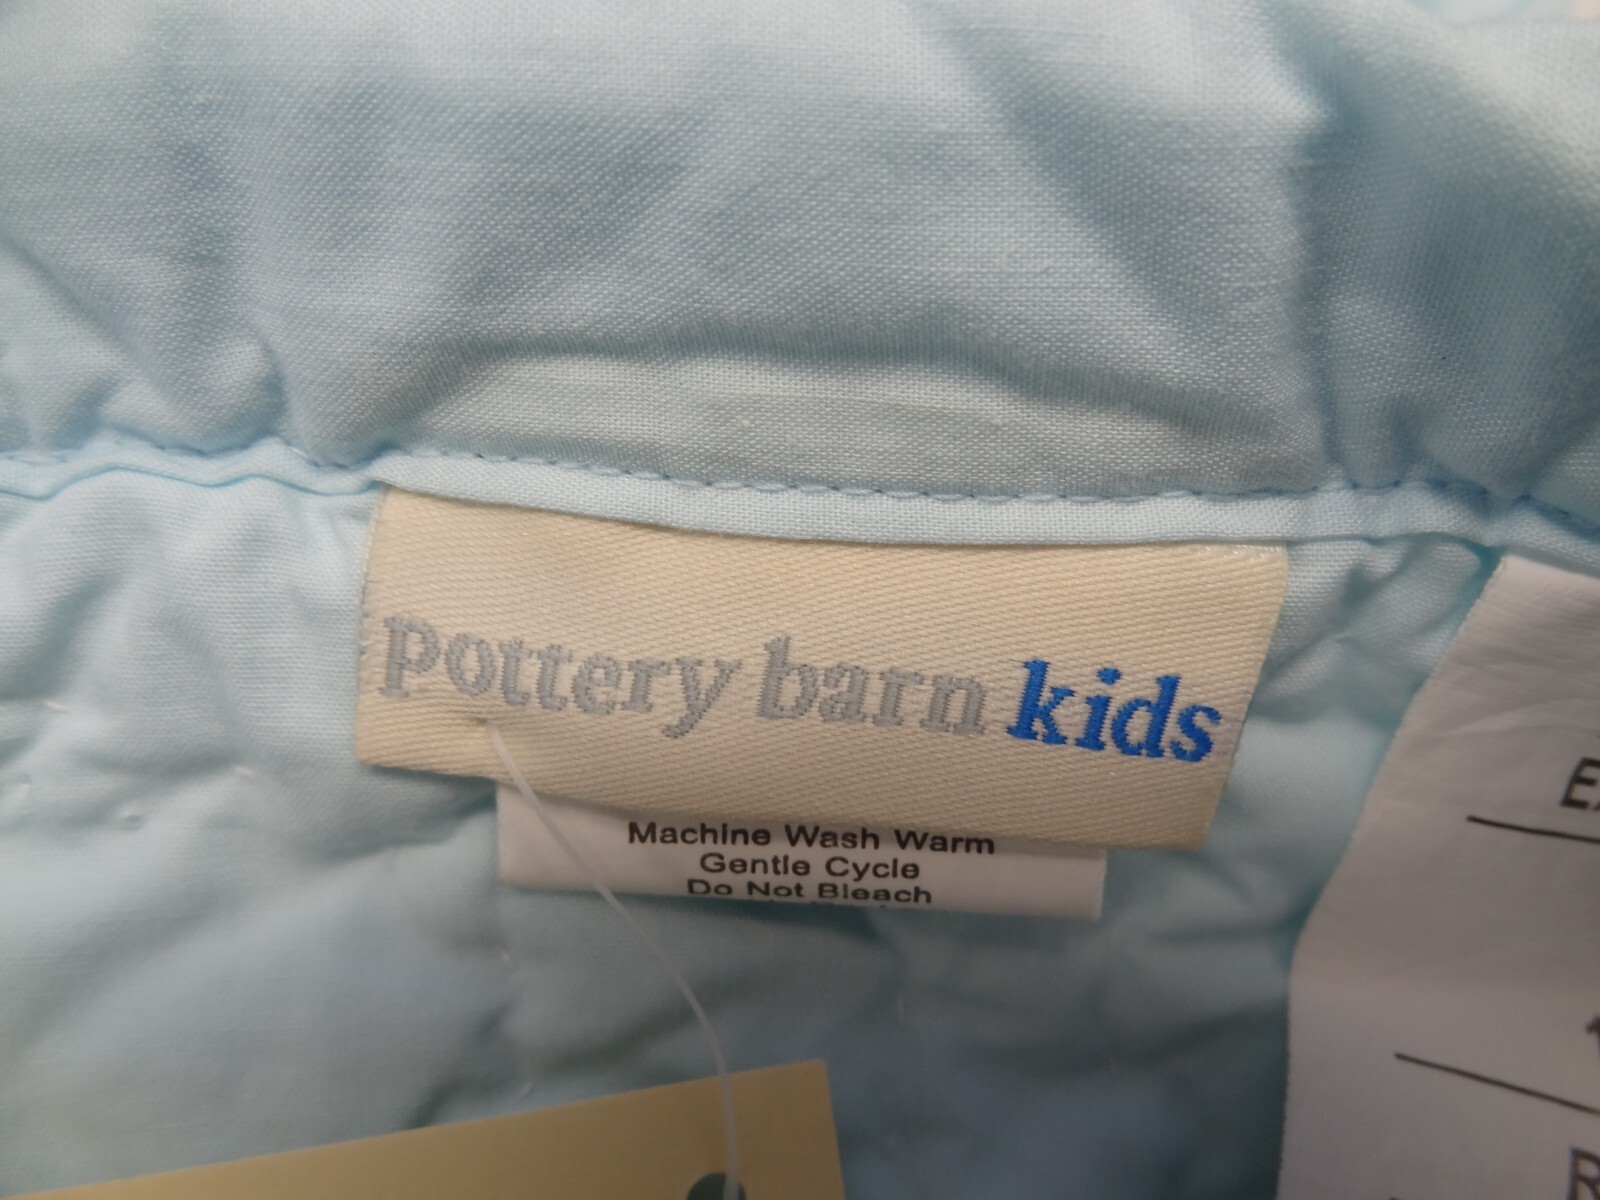 pottery barn kids
Machine Wash Warm
Gentle Cycle
Do Not Bleach